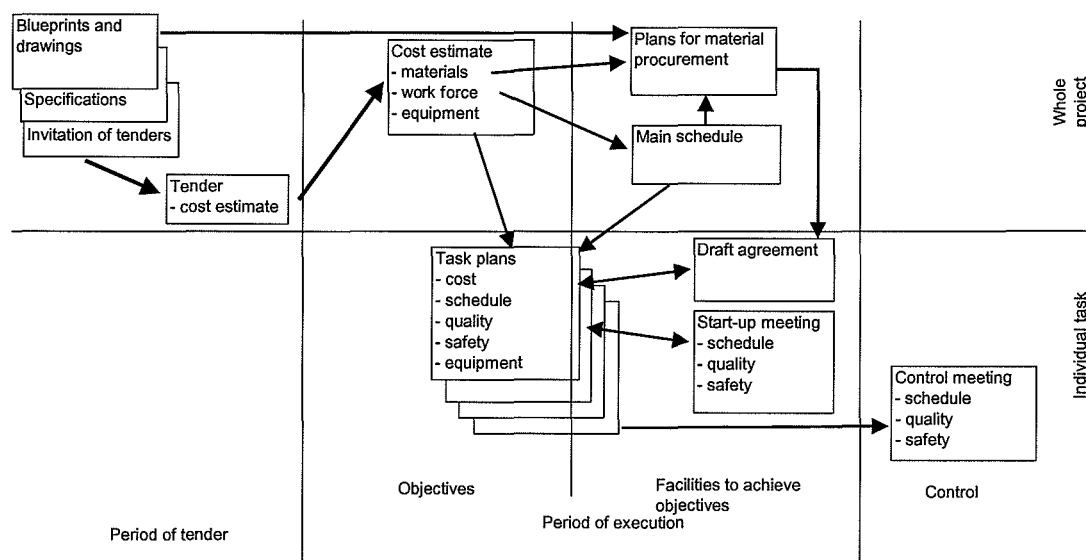 Blueprints and
drawings
Specifications
Invitation of tenders
Tender
- cost estimate
Cost estimate
- materials
- work force
- equipment
Plans for material
procurement
Main schedule
Whole
project
Task plans
- cost
- schedule
- quality
- safety
- equipment
Draft agreement
Start-up meeting
- schedule
- quality
- safety
Control meeting
- schedule
- quality
- safety
Individual task
Objectives
Facilities to achieve
objectives
Control
Period of tender
Period of execution